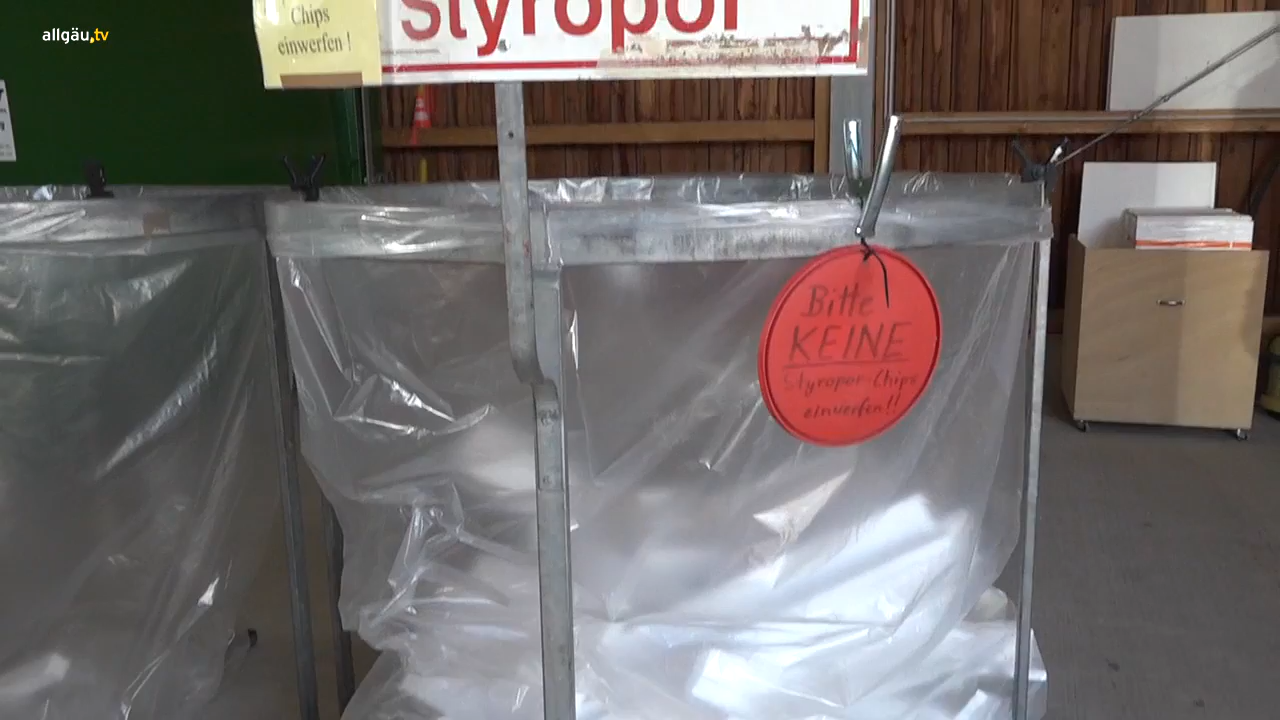 allgäu.tv
Chips
einwerfen !
Styropor
Bitte
KEINE
Styropor-Chips
einwerfen!!